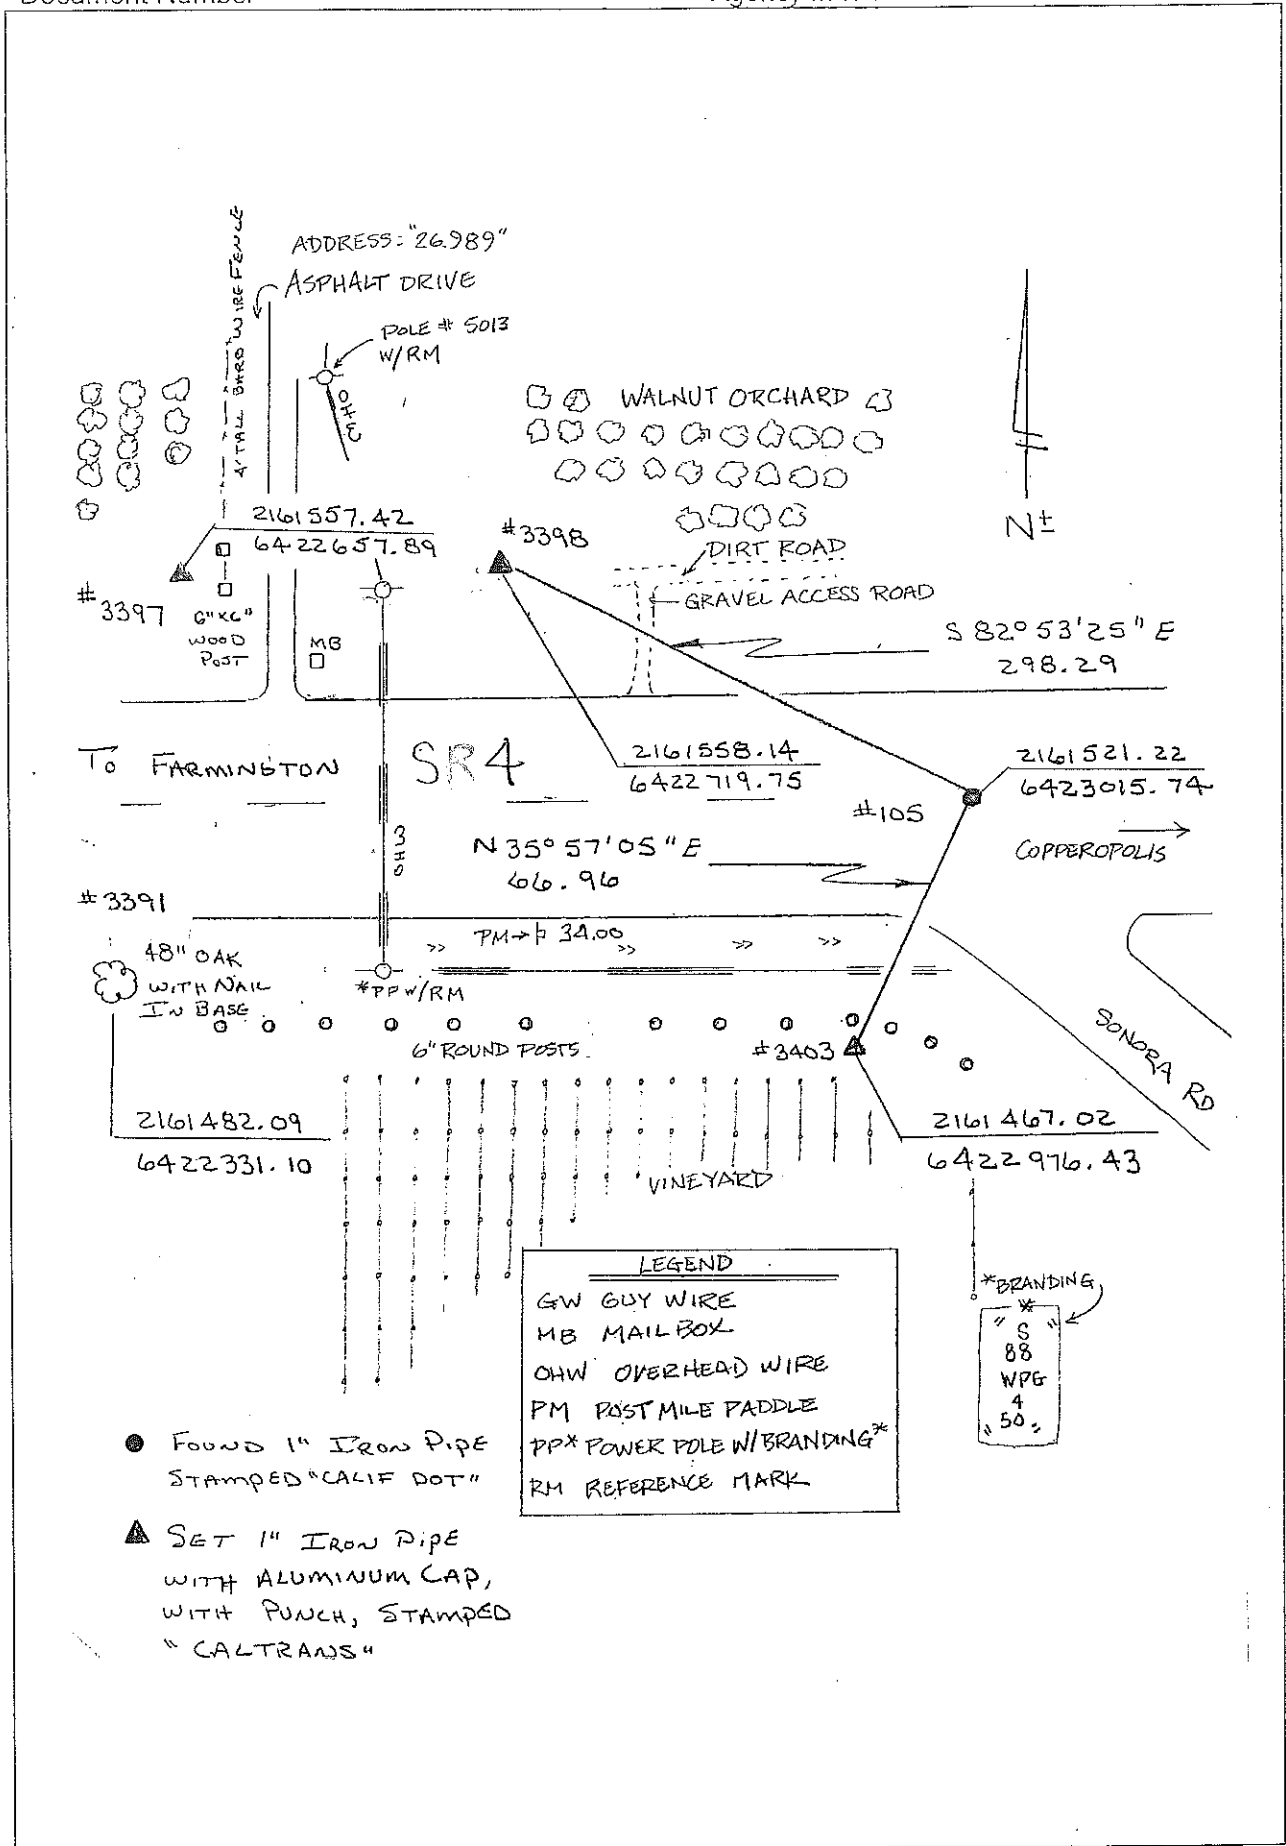 Document Number
ADDRESS: "26.989"
ASPHALT DRIVE
4' TALL BARB WIRE FENCE
POLE # 5013
W/RM
OHW
WALNUT ORCHARD
2161557.42
6422657.89
#3398
DIRT ROAD
N±
#
3397
6"X6"
WOOD
POST
MB
GRAVEL ACCESS ROAD
S 82° 53' 25" E
298.29
TO FARMINGTON
SR4
2161558.14
6422719.75
2161521.22
6423015.74
#105
OHW
N 35° 57' 05" E
66.96
COPPEROPOLIS
#3391
PM→ 34.00
48" OAK
WITH NAIL
IN BASE
*PP W/RM
6" ROUND POSTS
#3403
SONORA RD
2161482.09
6422331.10
2161467.02
6422976.43
VINEYARD
LEGEND
GW GUY WIRE
MB MAILBOX
OHW OVERHEAD WIRE
PM POST MILE PADDLE
PP* POWER POLE W/BRANDING*
RM REFERENCE MARK
*BRANDING
" * "
S
88
WPG
4
" 50 "
FOUND 1" IRON PIPE
STAMPED "CALIF DOT"
SET 1" IRON PIPE
WITH ALUMINUM CAP,
WITH PUNCH, STAMPED
"CALTRANS"